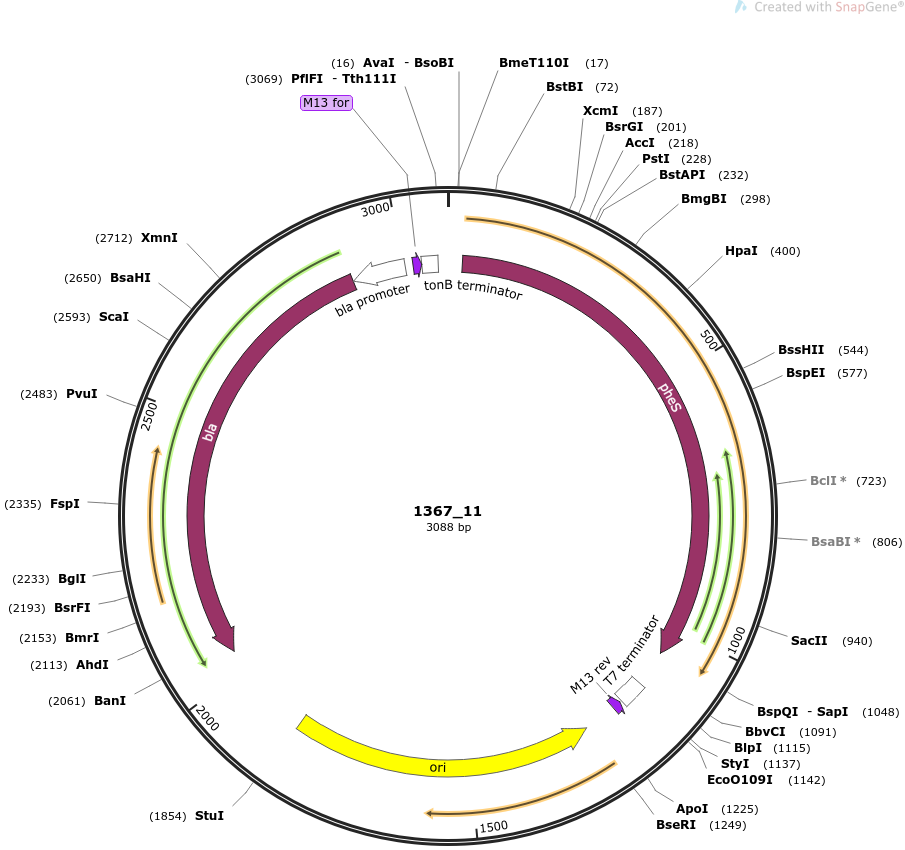 Created with SnapGene®
(16) AvaI - BsoBI
BmeT110I (17)
(3069) PflFI - Tth111I
BstBI (72)
M13 for
XcmI (187)
BsrGI (201)
AccI (218)
PstI (228)
BstAPI (232)
BmgBI (298)
3000
(2712) XmnI
HpaI (400)
(2650) BsaHI
bla promoter
tonB terminator
(2593) ScaI
500
BssHII (544)
BspEI (577)
(2483) PvuI
2500
bla
pheS
BclI * (723)
(2335) FspI
1367_11
3088 bp
BsaBI * (806)
(2233) BglI
(2193) BsrFI
(2153) BmrI
SacII (940)
1000
(2113) AhdI
T7 terminator
M13 rev
(2061) BanI
BspQI - SapI (1048)
2000
BbvCI (1091)
BlpI (1115)
StyI (1137)
ori
EcoO109I (1142)
(1854) StuI
ApoI (1225)
1500
BseRI (1249)